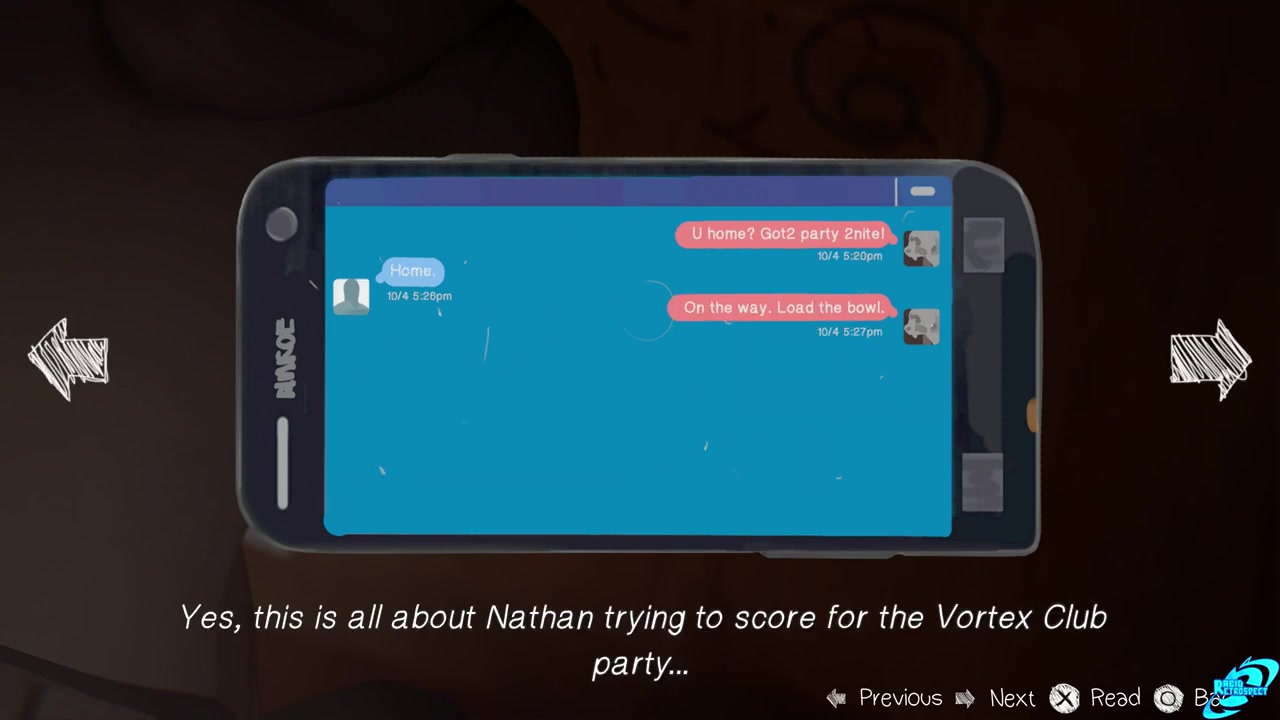 U home? Got2 party 2nite!
10/4 5:20pm
Home.
10/4 5:26pm
On the way. Load the bowl.
10/4 5:27pm
Yes, this is all about Nathan trying to score for the Vortex Club
party...
Previous Next Read Ba
RETROSPECT